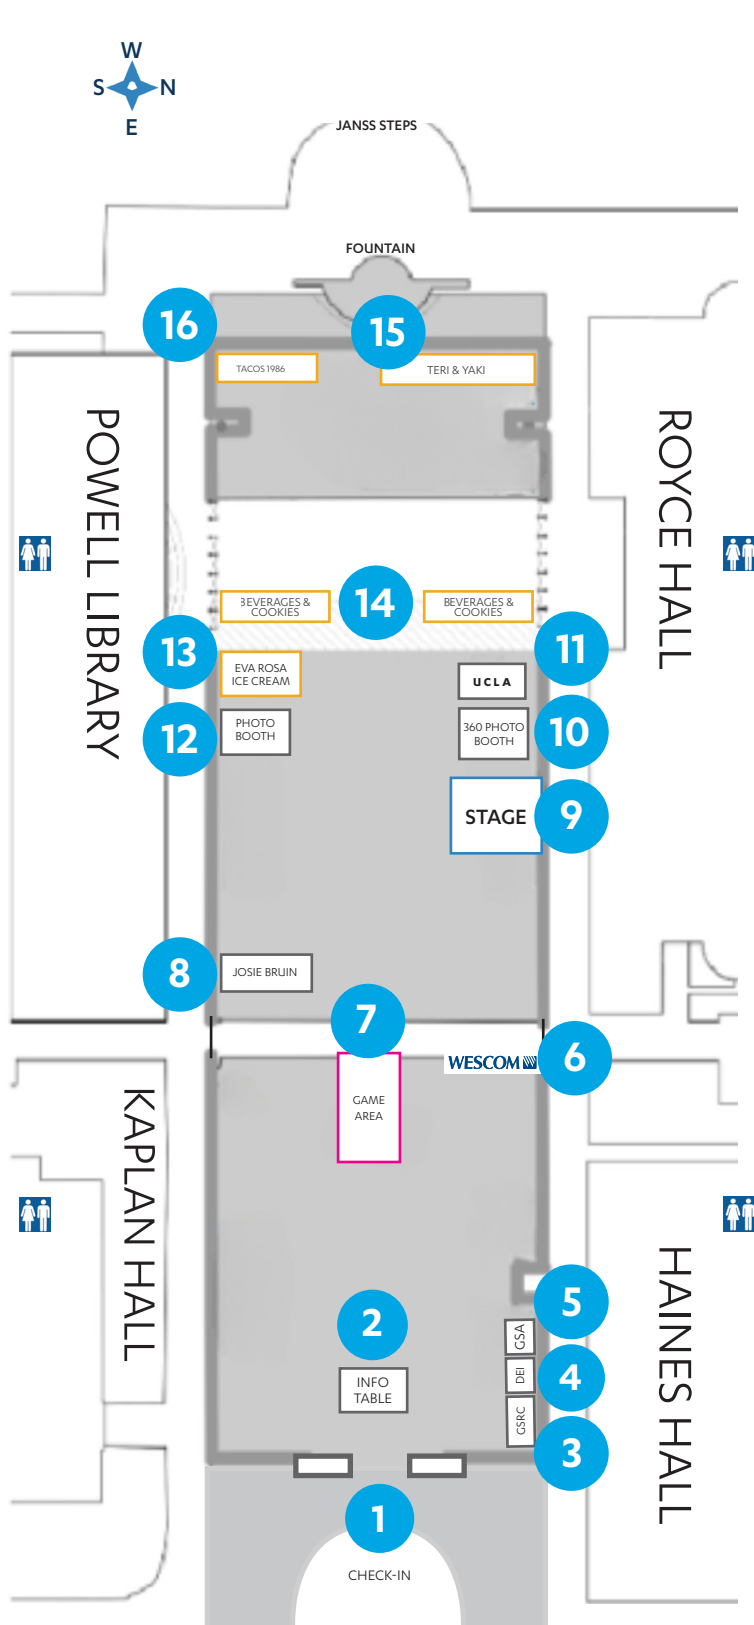 W
S N
E
JANSS STEPS
FOUNTAIN
16
15
TACOS 1986
TERI & YAKI
POWELL LIBRARY
ROYCE HALL
BEVERAGES &
COOKIES
14
BEVERAGES &
COOKIES
13
EVA ROSA
ICE CREAM
11
UCLA
12
PHOTO
BOOTH
360 PHOTO
BOOTH
10
STAGE
9
8
JOSIE BRUIN
7
WESCOM
6
GAME
AREA
KAPLAN HALL
HAINES HALL
5
GSA
2
INFO
TABLE
DEI
4
GSRC
3
1
CHECK-IN